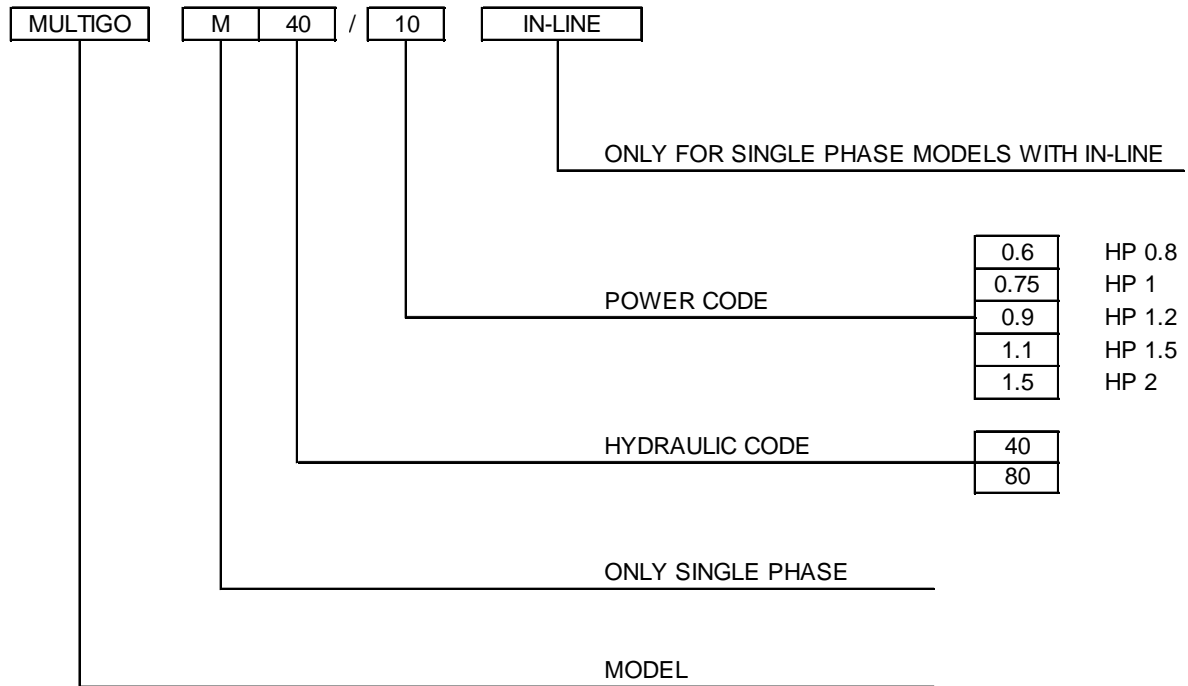 MULTIGO M 40 / 10 IN-LINE
ONLY FOR SINGLE PHASE MODELS WITH IN-LINE
0.6 HP 0.8
0.75 HP 1
POWER CODE
0.9 HP 1.2
1.1 HP 1.5
1.5 HP 2
HYDRAULIC CODE 40
80
ONLY SINGLE PHASE
MODEL